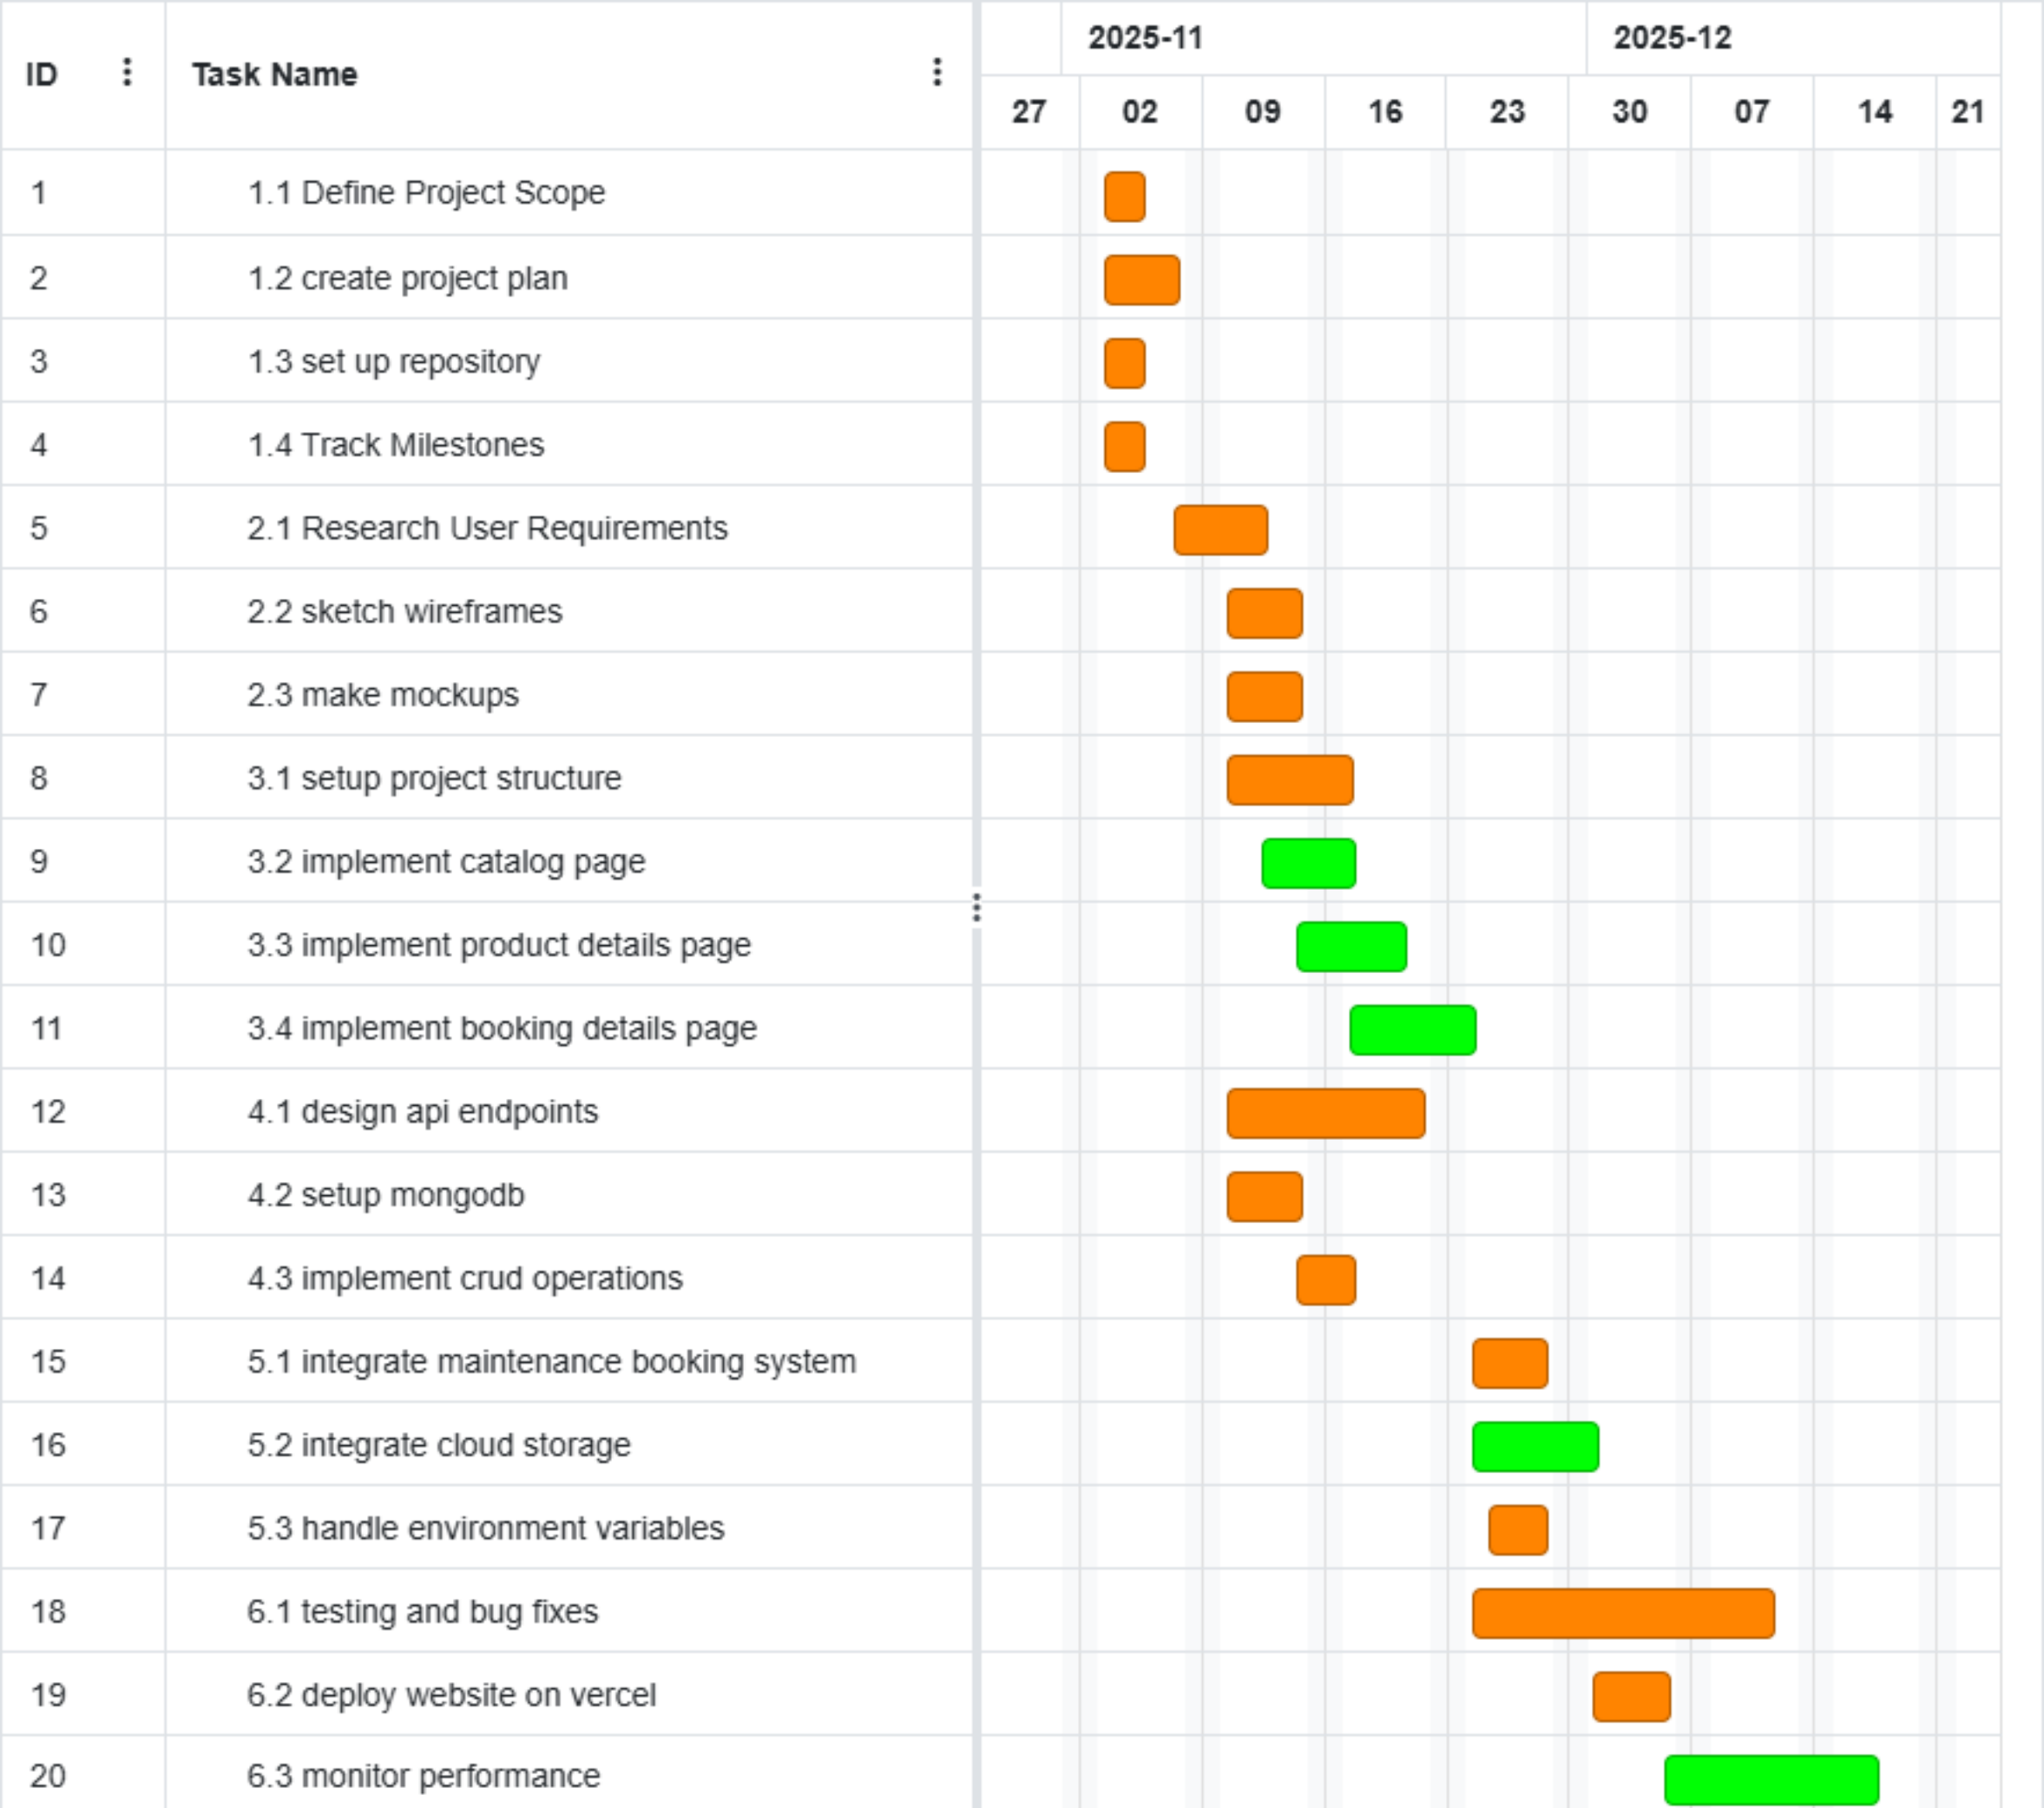 ID Task Name 2025-11 2025-12
27 02 09 16 23 30 07 14 21
1 1.1 Define Project Scope
2 1.2 create project plan
3 1.3 set up repository
4 1.4 Track Milestones
5 2.1 Research User Requirements
6 2.2 sketch wireframes
7 2.3 make mockups
8 3.1 setup project structure
9 3.2 implement catalog page
10 3.3 implement product details page
11 3.4 implement booking details page
12 4.1 design api endpoints
13 4.2 setup mongodb
14 4.3 implement crud operations
15 5.1 integrate maintenance booking system
16 5.2 integrate cloud storage
17 5.3 handle environment variables
18 6.1 testing and bug fixes
19 6.2 deploy website on vercel
20 6.3 monitor performance